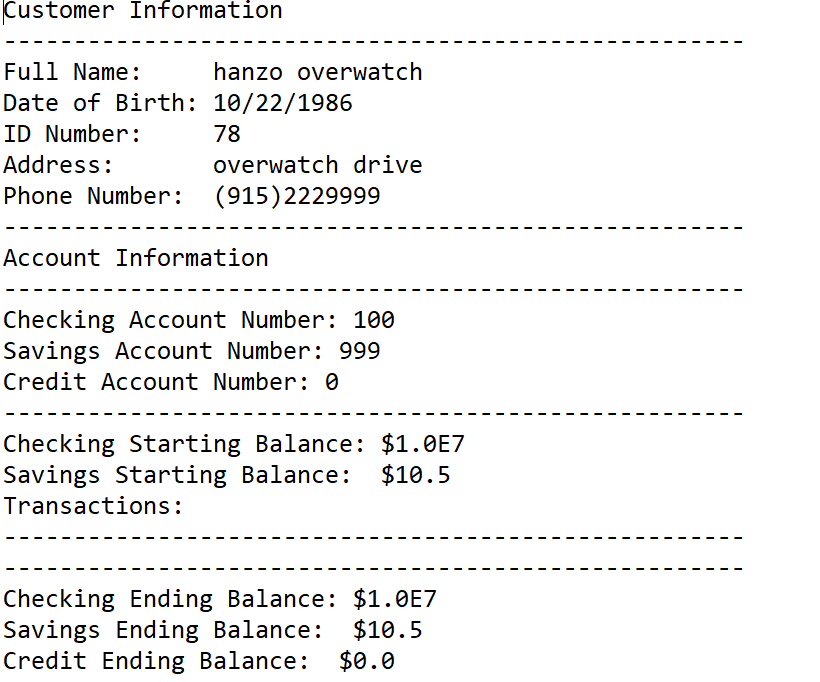 Customer Information
-----------------------------------------------------
Full Name:     hanzo overwatch
Date of Birth: 10/22/1986
ID Number:     78
Address:       overwatch drive
Phone Number:  (915)2229999
-----------------------------------------------------
Account Information
-----------------------------------------------------
Checking Account Number: 100
Savings Account Number: 999
Credit Account Number: 0
-----------------------------------------------------
Checking Starting Balance: $1.0E7
Savings Starting Balance:  $10.5
Transactions:
-----------------------------------------------------
-----------------------------------------------------
Checking Ending Balance: $1.0E7
Savings Ending Balance:  $10.5
Credit Ending Balance:  $0.0